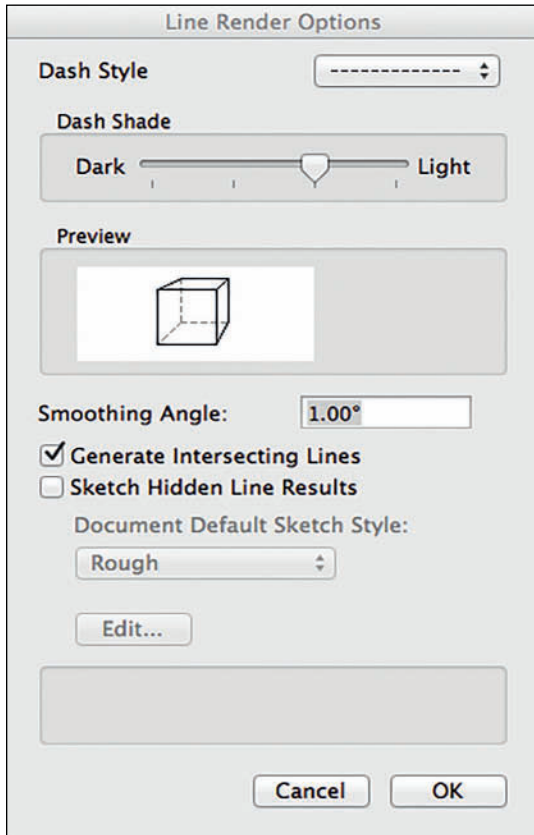 Line Render Options
Dash Style
Dash Shade
Dark Light
Preview
Smoothing Angle: 1.00°
Generate Intersecting Lines
Sketch Hidden Line Results
Document Default Sketch Style:
Rough
Edit...
Cancel OK